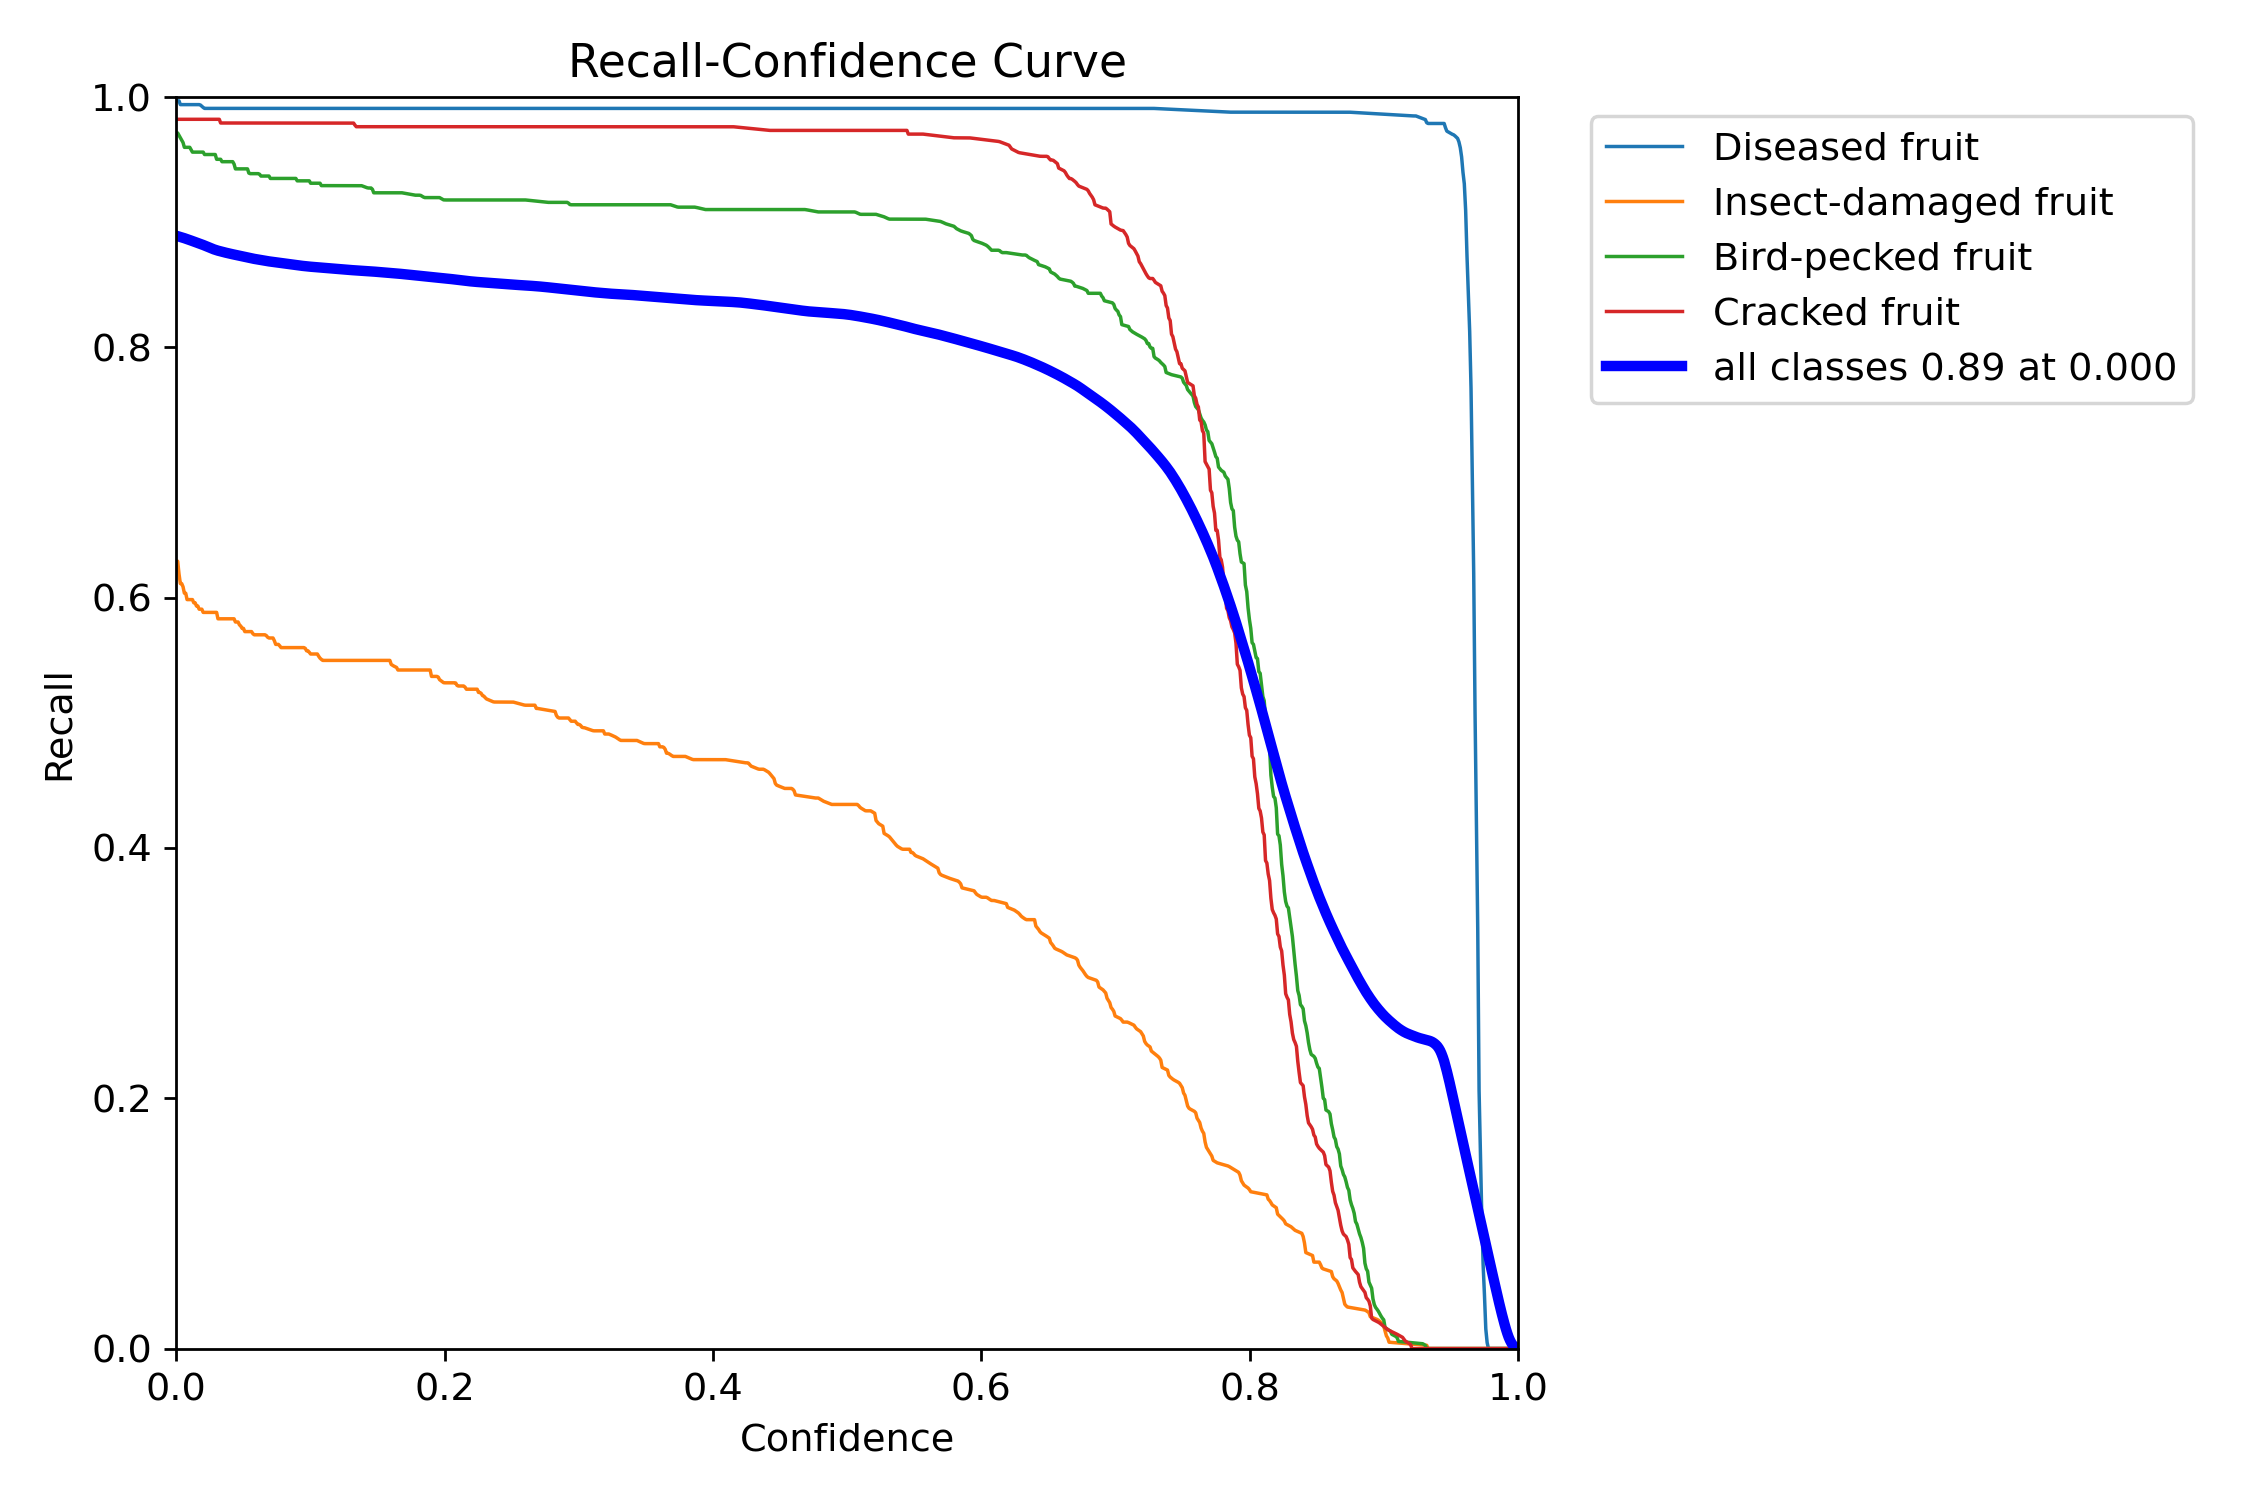 Recall-Confidence Curve
1.0
0.8
0.6
0.4
0.2
0.0
Recall
0.0 0.2 0.4 0.6 0.8 1.0
Confidence
Diseased fruit
Insect-damaged fruit
Bird-pecked fruit
Cracked fruit
all classes 0.89 at 0.000